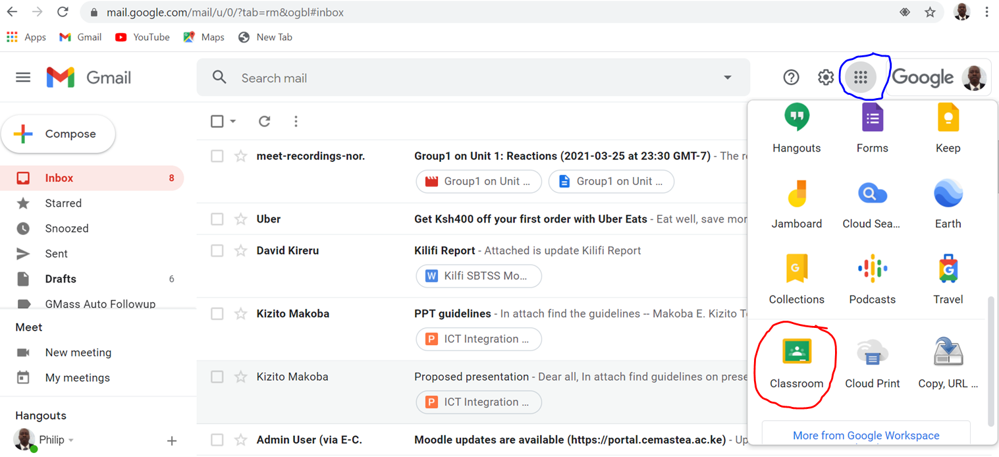 mail.google.com/mail/u/0/?tab=rm&ogbl#inbox
Apps Gmail YouTube Maps New Tab
Gmail Search mail Google
Compose
Inbox 8
Starred
Snoozed
Sent
Drafts 6
GMass Auto Followup
Meet
New meeting
My meetings
Hangouts
Philip
meet-recordings-nor. Group1 on Unit 1: Reactions (2021-03-25 at 23:30 GMT-7) - The re
Group1 on Unit ... Group1 on Unit ...
Uber Get Ksh400 off your first order with Uber Eats - Eat well, save mor
David Kireru Kilifi Report - Attached is update Kilifi Report
W Kilfi SBTSS Mo...
Kizito Makoba PPT guidelines - In attach find the guidelines -- Makoba E. Kizito T
P ICT Integration ...
Kizito Makoba Proposed presentation - Dear all, In attach find guidelines on prese
P ICT Integration ...
Admin User (via E-C. Moodle updates are available (https://portal.cemastea.ac.ke) - Up
Hangouts Forms Keep
Jamboard Cloud Sea... Earth
G G
Collections Podcasts Travel
Classroom Cloud Print Copy, URL ...
More from Google Workspace